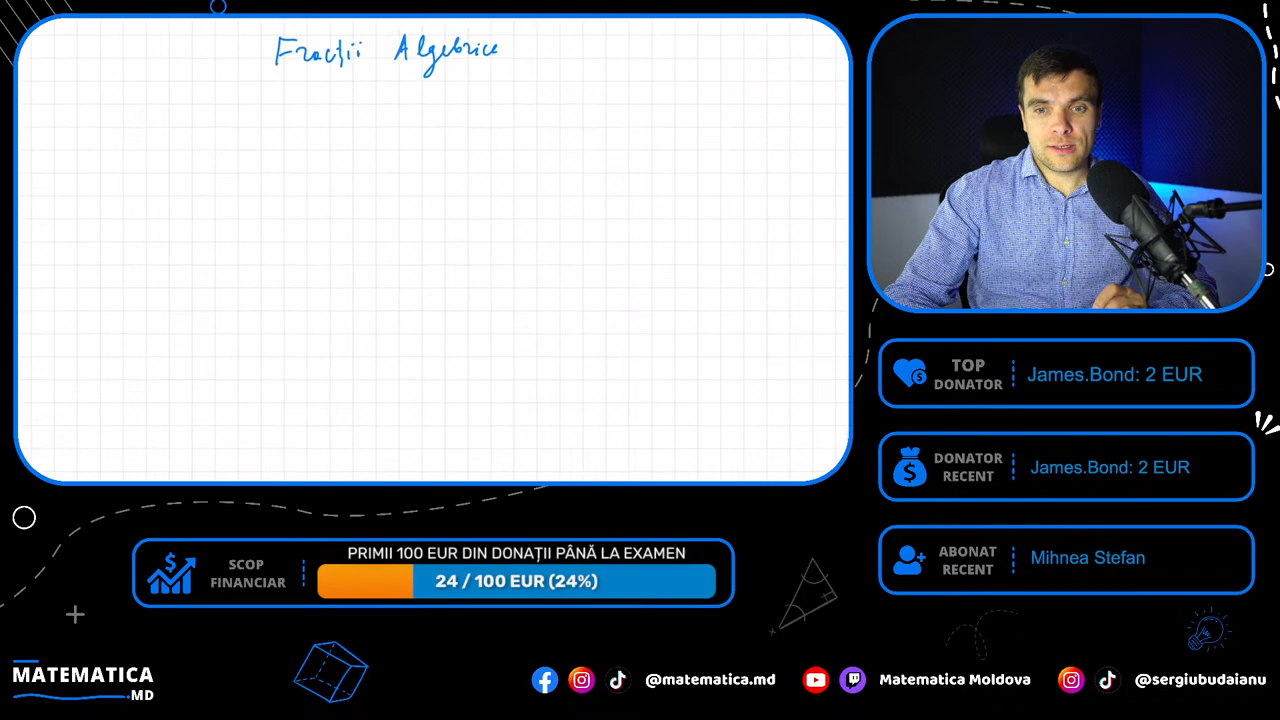 Fracții Algebrice
TOP
DONATOR
James.Bond: 2 EUR
DONATOR
RECENT
James.Bond: 2 EUR
ABONAT
RECENT
Mihnea Stefan
SCOP
FINANCIAR
PRIMII 100 EUR DIN DONAȚII PÂNĂ LA EXAMEN
24 / 100 EUR (24%)
MATEMATICA
.MD
@matematica.md
Matematica Moldova
@sergiubudaianu